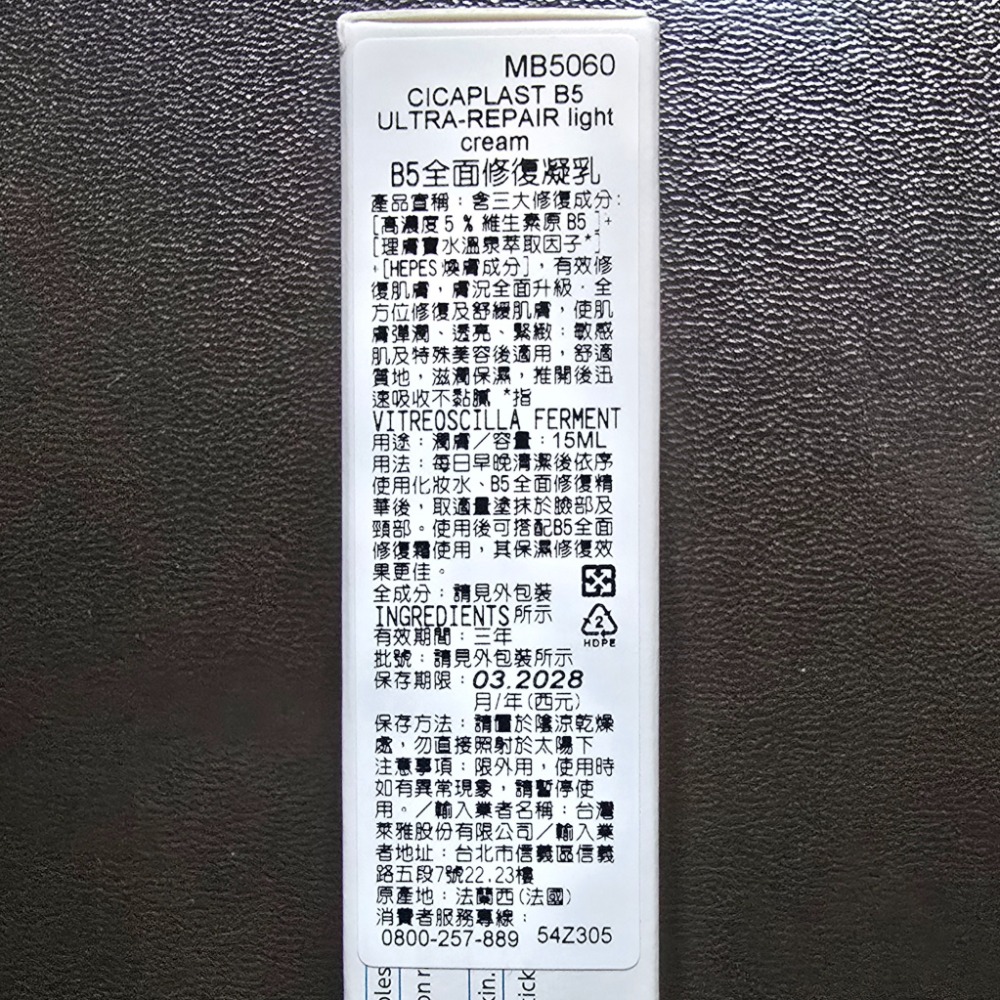 MB5060
CICAPLAST B5
ULTRA-REPAIR light
cream
B5全面修復凝乳
產品宣稱：含三大修復成分：
[高濃度5%維生素原B5]+
[理膚寶水溫泉萃取因子*]
+[HEPES煥膚成分]，有效修
復肌膚，膚況全面升級．全
方位修復及舒緩肌膚，使肌
膚彈潤、透亮、緊緻；敏感
肌及特殊美容後適用，舒適
質地，滋潤保濕，推開後迅
速吸收不黏膩 *指
VITREOSCILLA FERMENT
用途：潤膚／容量：15ML
用法：每日早晚清潔後依序
使用化妝水、B5全面修復精
華後，取適量塗抹於臉部及
頸部。使用後可搭配B5全面
修復霜使用，其保濕修復效
果更佳。
全成分：請見外包裝
INGREDIENTS所示
有效期間：三年
批號：請見外包裝所示
保存期限：03.2028
月/年(西元)
保存方法：請置於陰涼乾燥
處，勿直接照射於太陽下
注意事項：限外用，使用時
如有異常現象，請暫停使
用。／輸入業者名稱：台灣
萊雅股份有限公司／輸入業
者地址：台北市信義區信義
路五段7號22.23樓
原產地：法蘭西(法國)
消費者服務專線：
0800-257-889 54Z305
2
HDPE
kin.